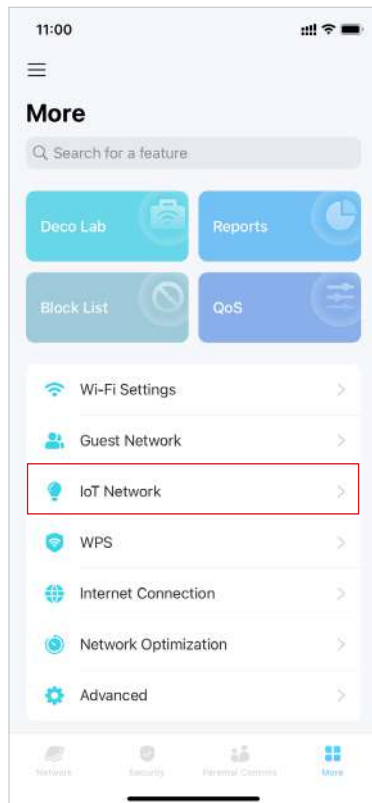 11:00
More
Search for a feature
Deco Lab
Reports
Block List
QoS
Wi-Fi Settings
Guest Network
IoT Network
WPS
Internet Connection
Network Optimization
Advanced
Network
Security
Parental Controls
More